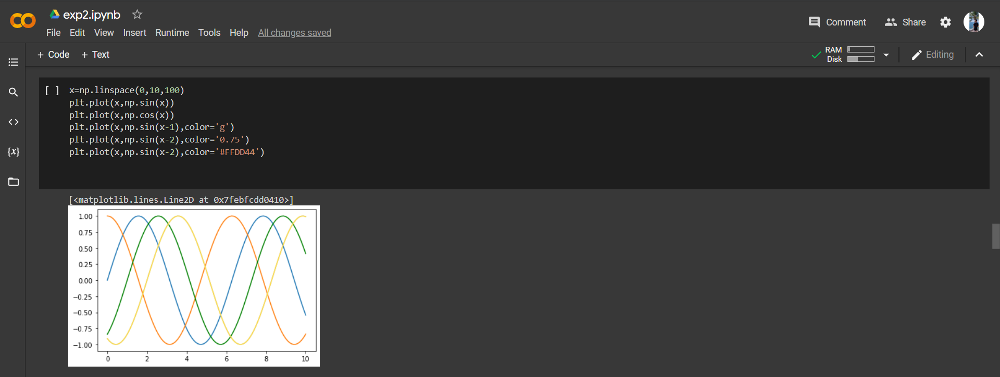 exp2.ipynb
File Edit View Insert Runtime Tools Help All changes saved
Comment Share
+ Code + Text
RAM
Disk
Editing
[ ] x=np.linspace(0,10,100)
plt.plot(x,np.sin(x))
plt.plot(x,np.cos(x))
plt.plot(x,np.sin(x-1),color='g')
plt.plot(x,np.sin(x-2),color='0.75')
plt.plot(x,np.sin(x-2),color='#FFDD44')
{x}
[<matplotlib.lines.Line2D at 0x7febfcdd0410>]
1.00
0.75
0.50
0.25
0.00
−0.25
−0.50
−0.75
−1.00
0 2 4 6 8 10